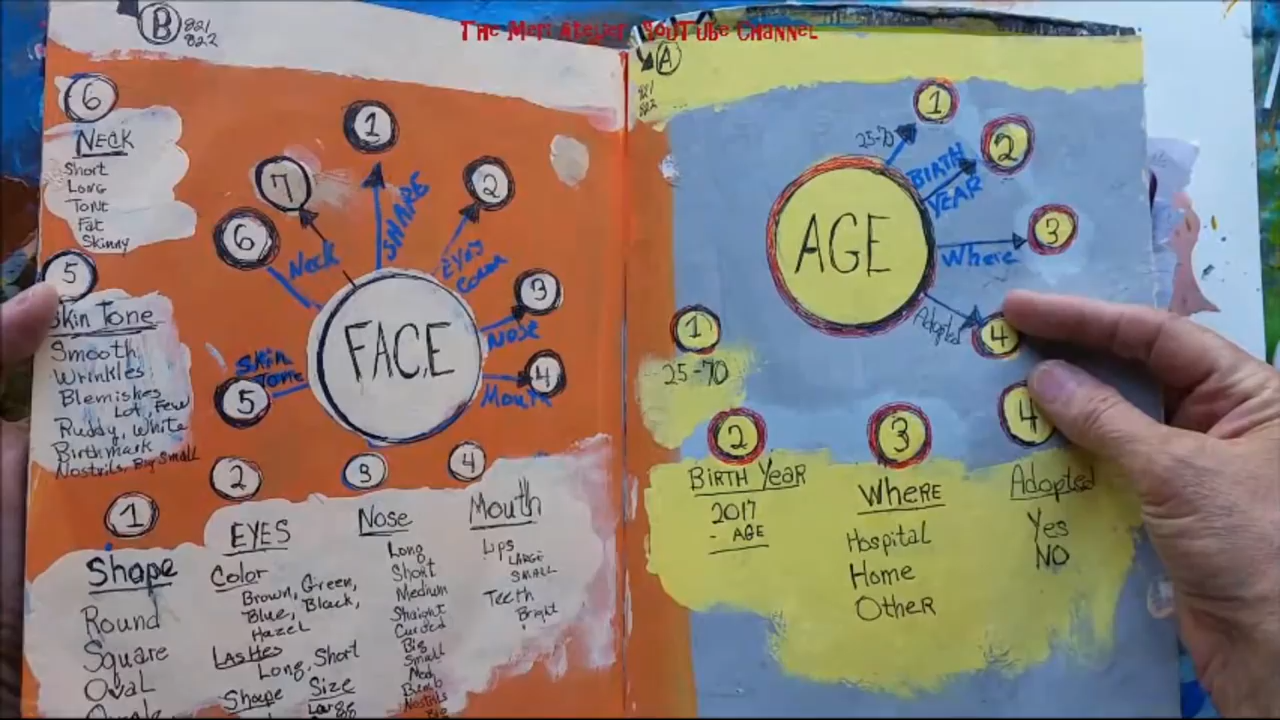 The Meri Atelier YouTube Channel
B
821
822
6
NECK
Short
LONG
TONE
Fat
Skinny
5
Skin Tone
Smooth
Wrinkles
Blemishes
Lot, Few
Ruddy, White
Birthmark
Nostrils, Big Small
1
7
2
6
3
5
4
SHAPE
Neck
EYES
COLOR
Nose
Mouth
SKIN
TONE
FACE
1
Shape
Round
Square
OVAL
2
EYES
Color
Brown, Green,
Blue, Black,
Hazel
LASHES
Long, Short
Shape Size
Large
3
Nose
Long
Short
Medium
Straight
Curved
Big
Small
Med
Nostrils
Big
4
Mouth
Lips
LARGE
SMALL
Teeth
Bright
A
821
822
AGE
25-70
1
BIRTH
YEAR
2
Where
3
Adopted
4
1
25-70
2
BIRTH Year
2017
- AGE
3
WHERE
Hospital
Home
Other
4
Adopted
Yes
NO